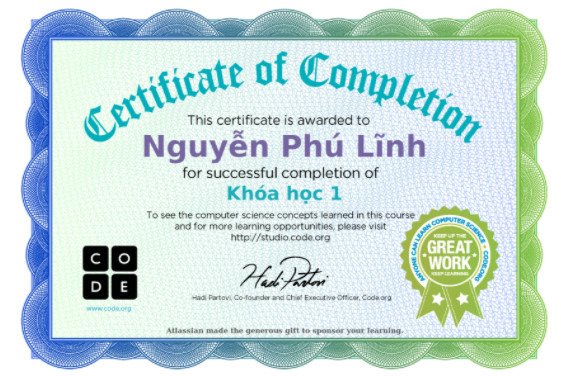 Certificate of Completion
This certificate is awarded to
Nguyễn Phú Lĩnh
for successful completion of
Khóa học 1
To see the computer science concepts learned in this course
and for more learning opportunities, please visit
http://studio.code.org
C O
D E
www.code.org
Hadi Partovi
Hadi Partovi, Co-founder and Chief Executive Officer, Code.org
ANYONE CAN LEARN COMPUTER SCIENCE • CODE.ORG
KEEP UP THE
GREAT
WORK
KEEP LEARNING
Atlassian made the generous gift to sponsor your learning.